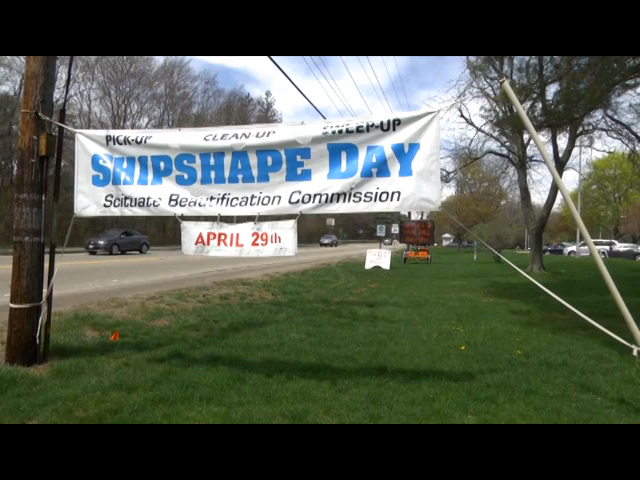 PICK-UP CLEAN-UP SWEEP-UP
SHIPSHAPE DAY
Scituate Beautification Commission
APRIL 29th